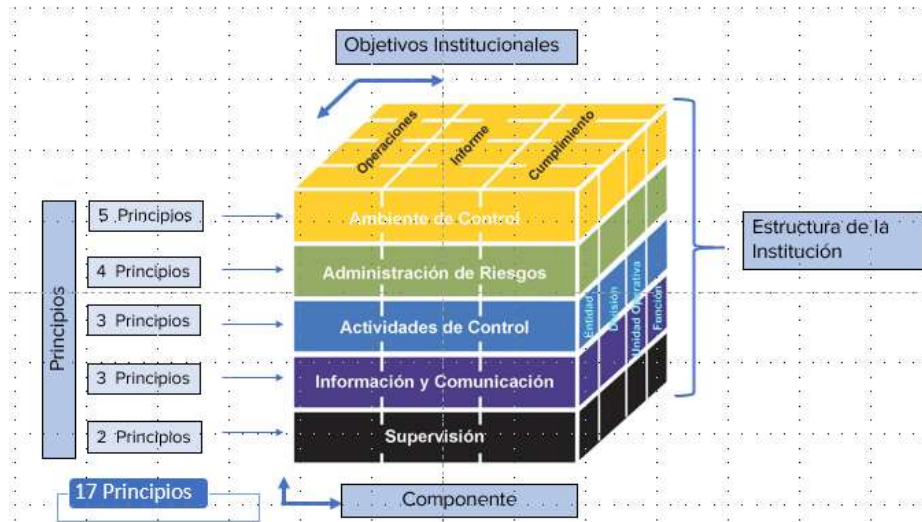 Objetivos Institucionales
Operaciones
Informe
Cumplimiento
Principios
5 Principios
Ambiente de Control
4 Principios
Administración de Riesgos
3 Principios
Actividades de Control
3 Principios
Información y Comunicación
2 Principios
Supervisión
Entidad
División
Unidad Operativa
Función
Estructura de la
Institución
17 Principios
Componente